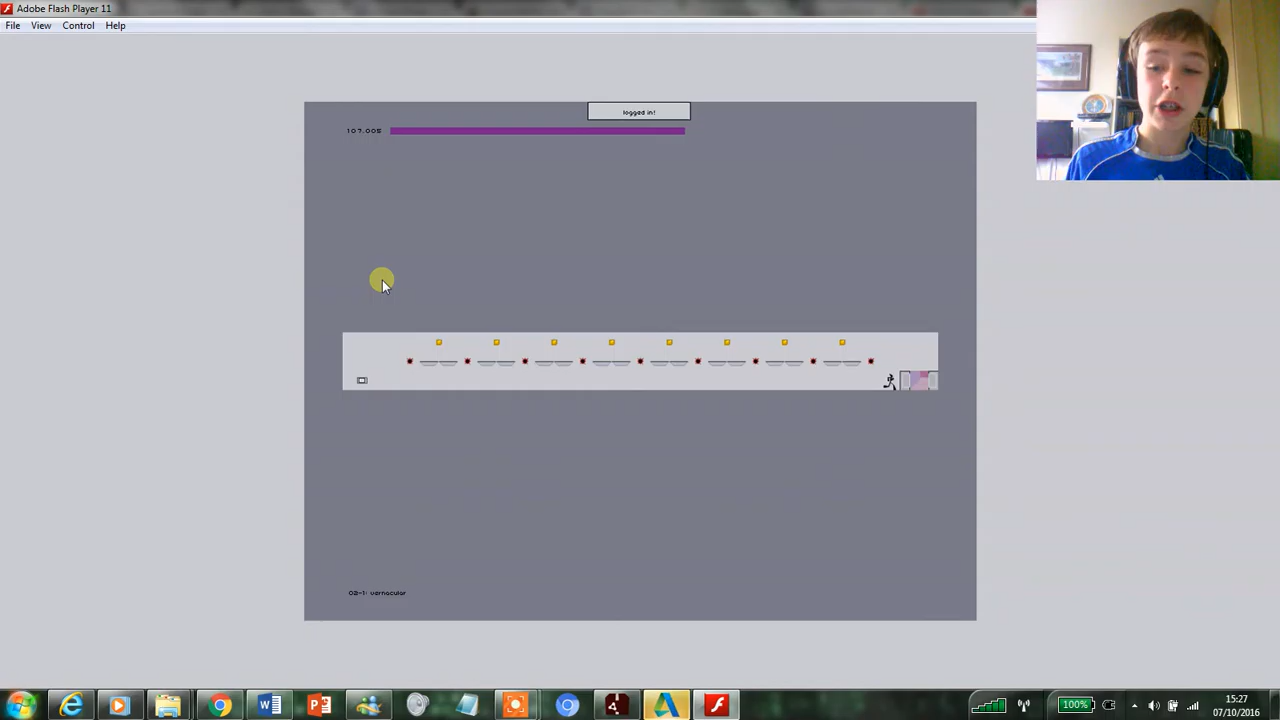 Adobe Flash Player 11
File View Control Help
logged in!
107.005
02-1: vernacular
100%
15:27
07/10/2016